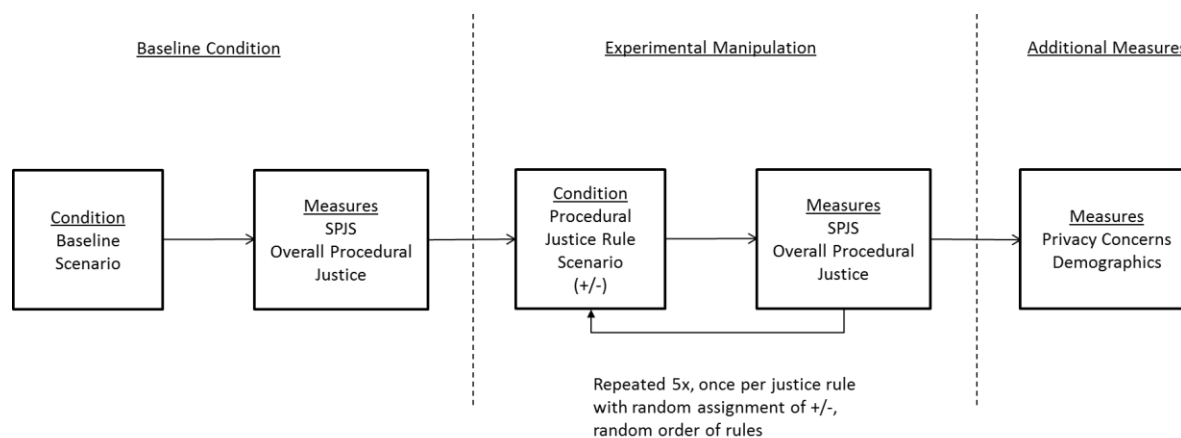 Baseline Condition
Experimental Manipulation
Additional Measures
Condition
Baseline
Scenario
Measures
SPJS
Overall Procedural
Justice
Condition
Procedural
Justice Rule
Scenario
(+/-)
Measures
SPJS
Overall Procedural
Justice
Measures
Privacy Concerns
Demographics
Repeated 5x, once per justice rule
with random assignment of +/-,
random order of rules